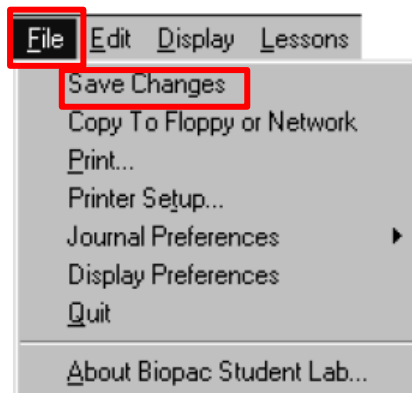 File Edit Display Lessons
Save Changes
Copy To Floppy or Network
Print...
Printer Setup...
Journal Preferences
Display Preferences
Quit
About Biopac Student Lab...